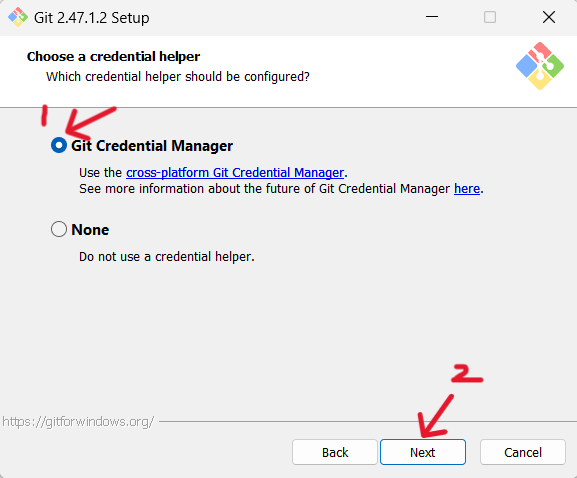 Git 2.47.1.2 Setup
Choose a credential helper
Which credential helper should be configured?
1
Git Credential Manager
Use the cross-platform Git Credential Manager.
See more information about the future of Git Credential Manager here.
None
Do not use a credential helper.
2
https://gitforwindows.org/
Back Next Cancel